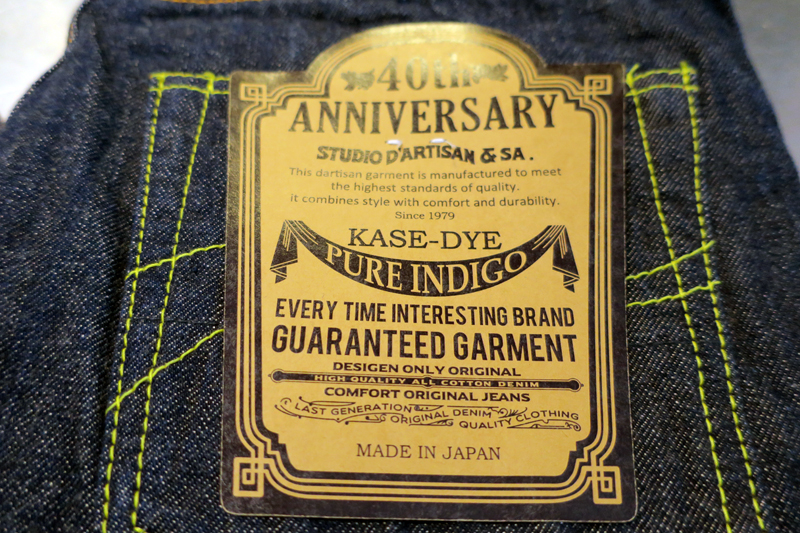 40th
ANNIVERSARY
STUDIO D'ARTISAN & SA.
This dartisan garment is manufactured to meet
the highest standards of quality.
it combines style with comfort and durability.
Since 1979
KASE-DYE
PURE INDIGO
EVERY TIME INTERESTING BRAND
GUARANTEED GARMENT
DESIGEN ONLY ORIGINAL
HIGH QUALITY ALL COTTON DENIM
COMFORT ORIGINAL JEANS
LAST GENERATION ORIGINAL DENIM QUALITY CLOTHING
MADE IN JAPAN